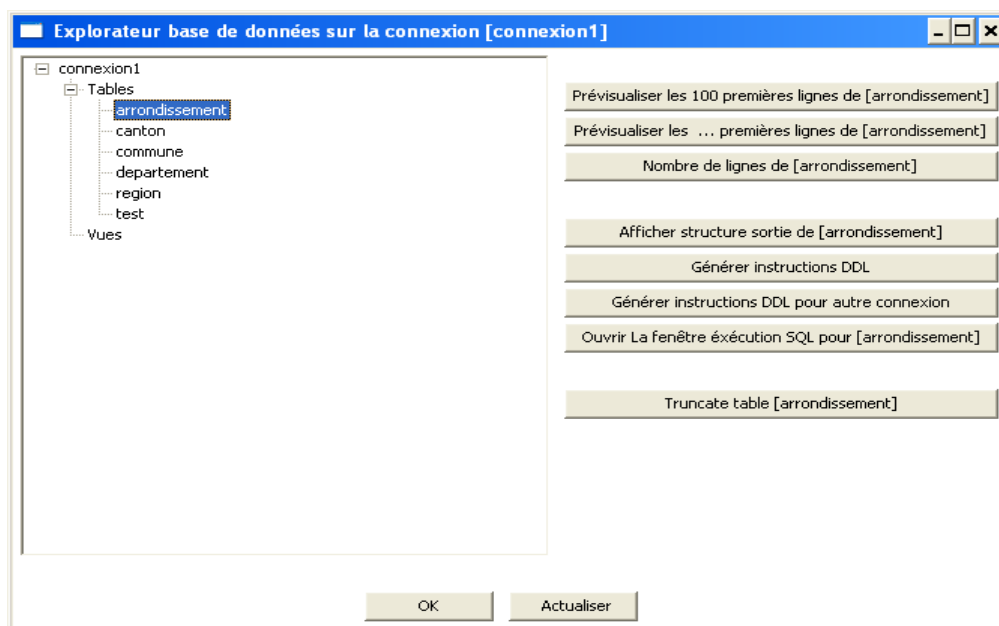 Explorateur base de données sur la connexion [connexion1]
connexion1
Tables
arrondissement
canton
commune
departement
region
test
Vues
Prévisualiser les 100 premières lignes de [arrondissement]
Prévisualiser les ... premières lignes de [arrondissement]
Nombre de lignes de [arrondissement]
Afficher structure sortie de [arrondissement]
Générer instructions DDL
Générer instructions DDL pour autre connexion
Ouvrir La fenêtre éxécution SQL pour [arrondissement]
Truncate table [arrondissement]
OK
Actualiser